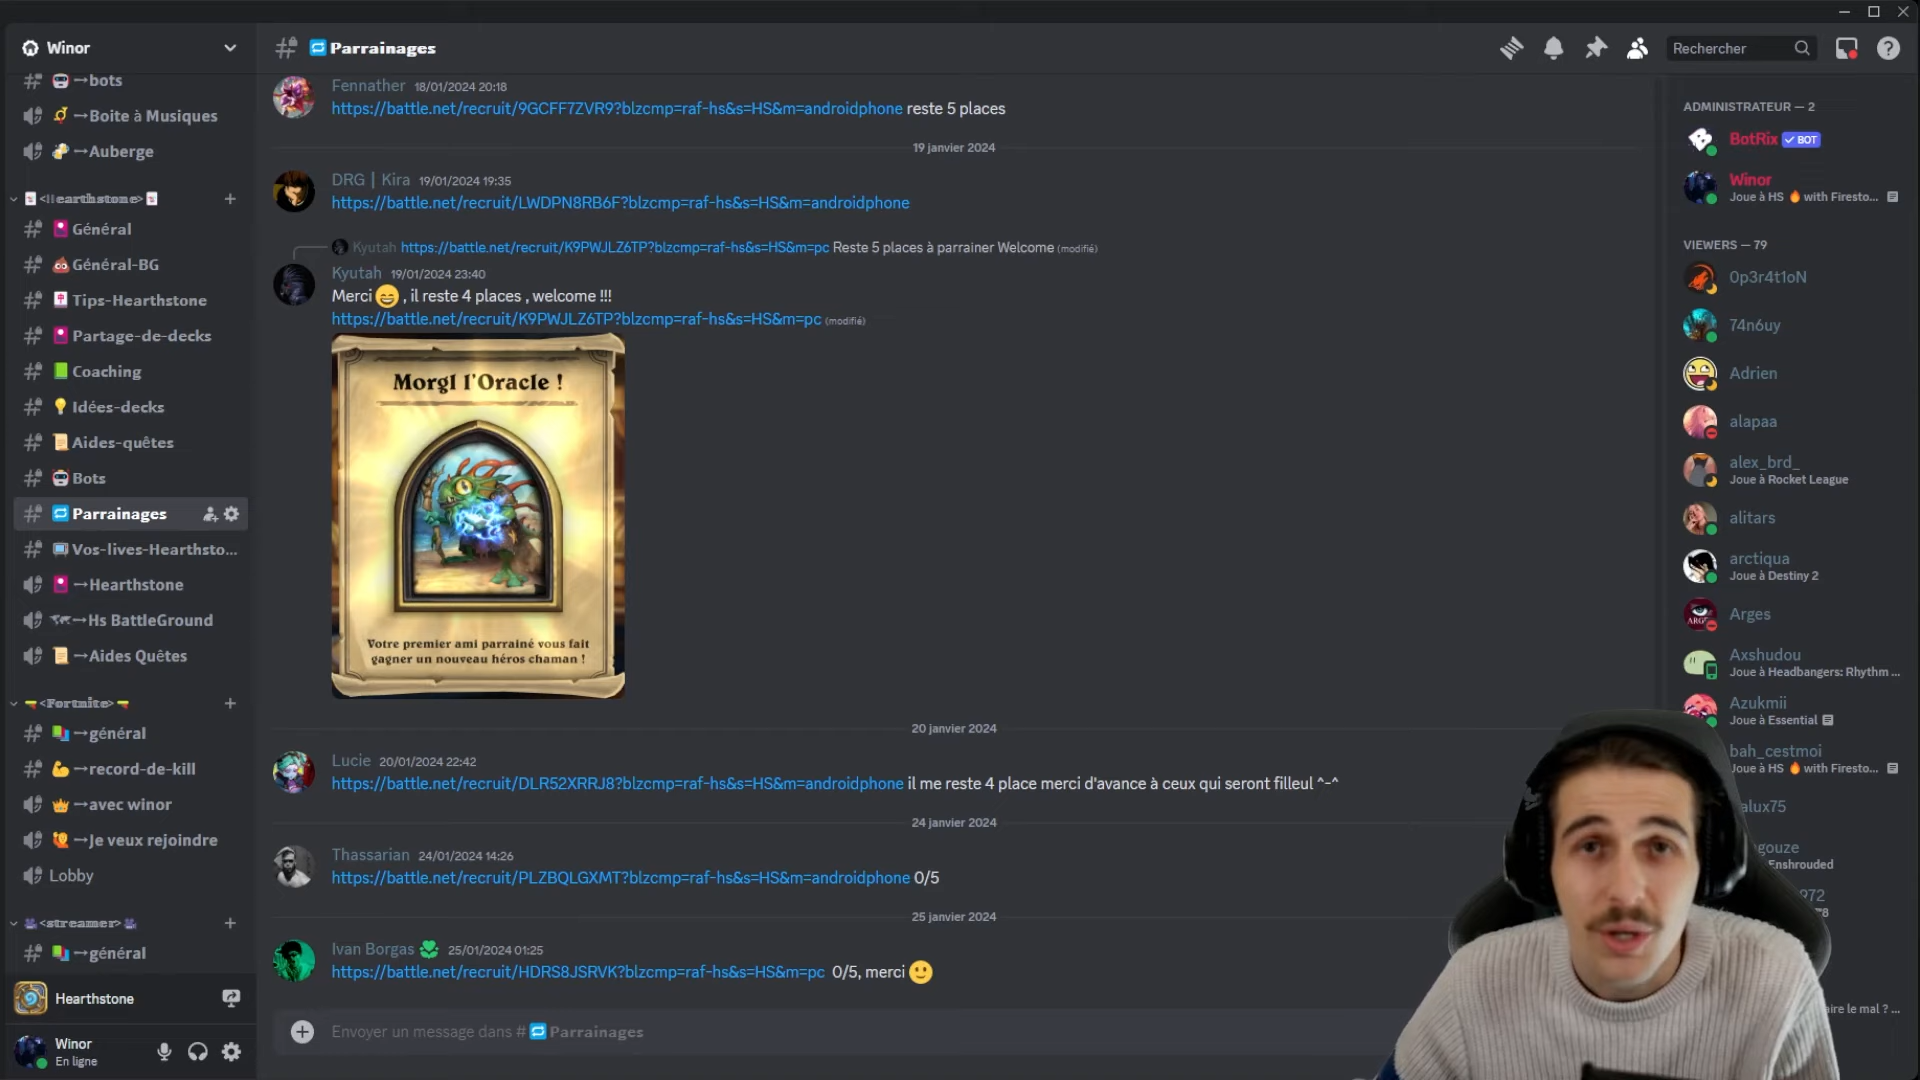 Winor
→bots
→Boite à Musiques
→Auberge
<Hearthstone>
Général
Général-BG
Tips-Hearthstone
Partage-de-decks
Coaching
Idées-decks
Aides-quêtes
Bots
Parrainages
Vos-lives-Hearthsto...
→Hearthstone
→Hs BattleGround
→Aides Quêtes
<Fortnite>
→général
→record-de-kill
→avec winor
→Je veux rejoindre
Lobby
<streamer>
→général
Hearthstone
Winor
En ligne
Parrainages
Rechercher
Fennather 18/01/2024 20:18
https://battle.net/recruit/9GCFF7ZVR9?blzcmp=raf-hs&s=HS&m=androidphone reste 5 places
19 janvier 2024
DRG | Kira 19/01/2024 19:35
https://battle.net/recruit/LWDPN8RB6F?blzcmp=raf-hs&s=HS&m=androidphone
Kyutah https://battle.net/recruit/K9PWJLZ6TP?blzcmp=raf-hs&s=HS&m=pc Reste 5 places à parrainer Welcome (modifié)
Kyutah 19/01/2024 23:40
Merci 😄 , il reste 4 places , welcome !!!
https://battle.net/recruit/K9PWJLZ6TP?blzcmp=raf-hs&s=HS&m=pc (modifié)
Morgl l'Oracle !
Votre premier ami parrainé vous fait
gagner un nouveau héros chaman !
20 janvier 2024
Lucie 20/01/2024 22:42
https://battle.net/recruit/DLR52XRRJ8?blzcmp=raf-hs&s=HS&m=androidphone il me reste 4 place merci d'avance à ceux qui seront filleul ^-^
24 janvier 2024
Thassarian 24/01/2024 14:26
https://battle.net/recruit/PLZBQLGXMT?blzcmp=raf-hs&s=HS&m=androidphone 0/5
25 janvier 2024
Ivan Borgas 25/01/2024 01:25
https://battle.net/recruit/HDRS8JSRVK?blzcmp=raf-hs&s=HS&m=pc 0/5, merci 🙂
Envoyer un message dans # Parrainages
ADMINISTRATEUR — 2
BotRix ✓ BOT
Winor
Joue à HS 🔥 with Firesto...
VIEWERS — 79
0p3r4t1oN
74n6uy
Adrien
alapaa
alex_brd_
Joue à Rocket League
alitars
arctiqua
Joue à Destiny 2
Arges
Axshudou
Joue à Headbangers: Rhythm ...
Azukmii
Joue à Essential
bah_cestmoi
Joue à HS 🔥 with Firesto...
alux75
gouze
Enshrouded
972
aire le mal ? ...